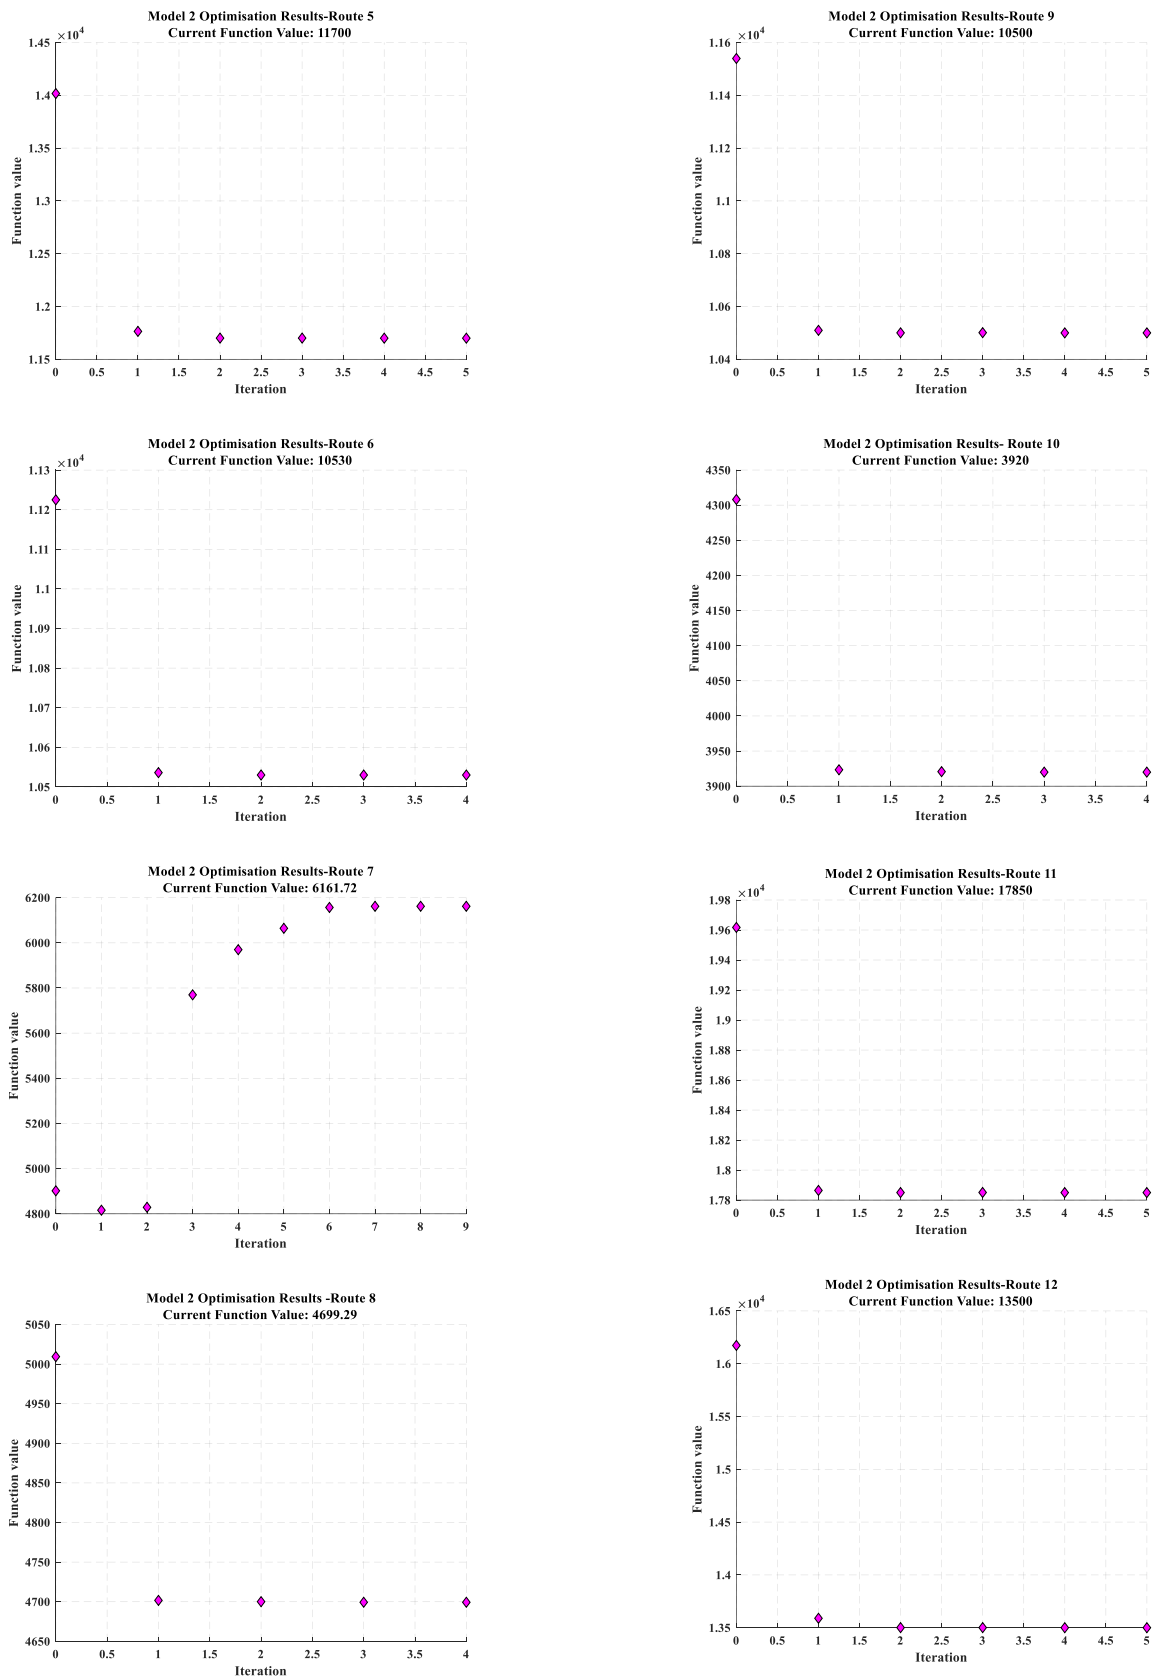 Model 2 Optimisation Results-Route 5
Current Function Value: 11700
×10⁴
1.45
1.4
1.35
1.3
1.25
1.2
1.15
Function value
0 0.5 1 1.5 2 2.5 3 3.5 4 4.5 5
Iteration
Model 2 Optimisation Results-Route 9
Current Function Value: 10500
×10⁴
1.16
1.14
1.12
1.1
1.08
1.06
1.04
Function value
0 0.5 1 1.5 2 2.5 3 3.5 4 4.5 5
Iteration
Model 2 Optimisation Results-Route 6
Current Function Value: 10530
×10⁴
1.13
1.12
1.11
1.1
1.09
1.08
1.07
1.06
1.05
Function value
0 0.5 1 1.5 2 2.5 3 3.5 4
Iteration
Model 2 Optimisation Results- Route 10
Current Function Value: 3920
4350
4300
4250
4200
4150
4100
4050
4000
3950
3900
Function value
0 0.5 1 1.5 2 2.5 3 3.5 4
Iteration
Model 2 Optimisation Results-Route 7
Current Function Value: 6161.72
6200
6000
5800
5600
5400
5200
5000
4800
Function value
0 1 2 3 4 5 6 7 8 9
Iteration
Model 2 Optimisation Results-Route 11
Current Function Value: 17850
×10⁴
1.98
1.96
1.94
1.92
1.9
1.88
1.86
1.84
1.82
1.8
1.78
Function value
0 0.5 1 1.5 2 2.5 3 3.5 4 4.5 5
Iteration
Model 2 Optimisation Results -Route 8
Current Function Value: 4699.29
5050
5000
4950
4900
4850
4800
4750
4700
4650
Function value
0 0.5 1 1.5 2 2.5 3 3.5 4
Iteration
Model 2 Optimisation Results-Route 12
Current Function Value: 13500
×10⁴
1.65
1.6
1.55
1.5
1.45
1.4
1.35
Function value
0 0.5 1 1.5 2 2.5 3 3.5 4 4.5 5
Iteration